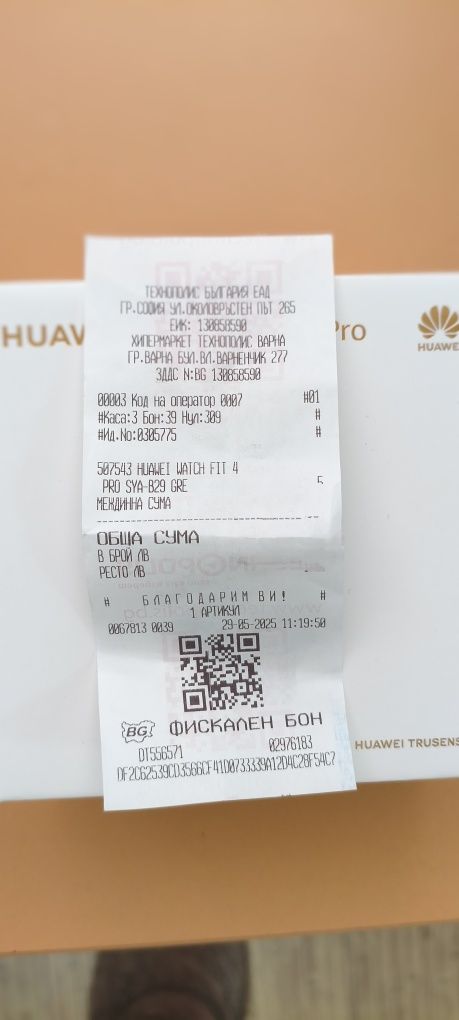 HUAW
Pro
HUAWEI
ТЕХНОПОЛИС БЪЛГАРИЯ ЕАД
ГР.СОФИЯ УЛ.ОКОЛОВРЪСТЕН ПЪТ 265
ЕИК: 130858590
ХИПЕРМАРКЕТ ТЕХНОПОЛИС ВАРНА
ГР.ВАРНА БУЛ.ВЛ.ВАРНЕНЧИК 277
ЗДДС N:BG 130858590
00003 Код на оператор 0007 #01
#Каса:3 Бон:39 Нул:309 #
#Ид.No:0305775 #
507543 HUAWEI WATCH FIT 4
PRO SYA-B29 GRE
МЕЖДИННА СУМА
ОБЩА СУМА
В БРОЙ ЛВ
РЕСТО ЛВ
# БЛАГОДАРИМ ВИ! #
1 АРТИКУЛ
0067813 0039 29-05-2025 11:19:50
BG ФИСКАЛЕН БОН
DT556571 02976183
DF2C62539CD3566CF41D0733339A12D4C28F54C7
HUAWEI TRUSENS